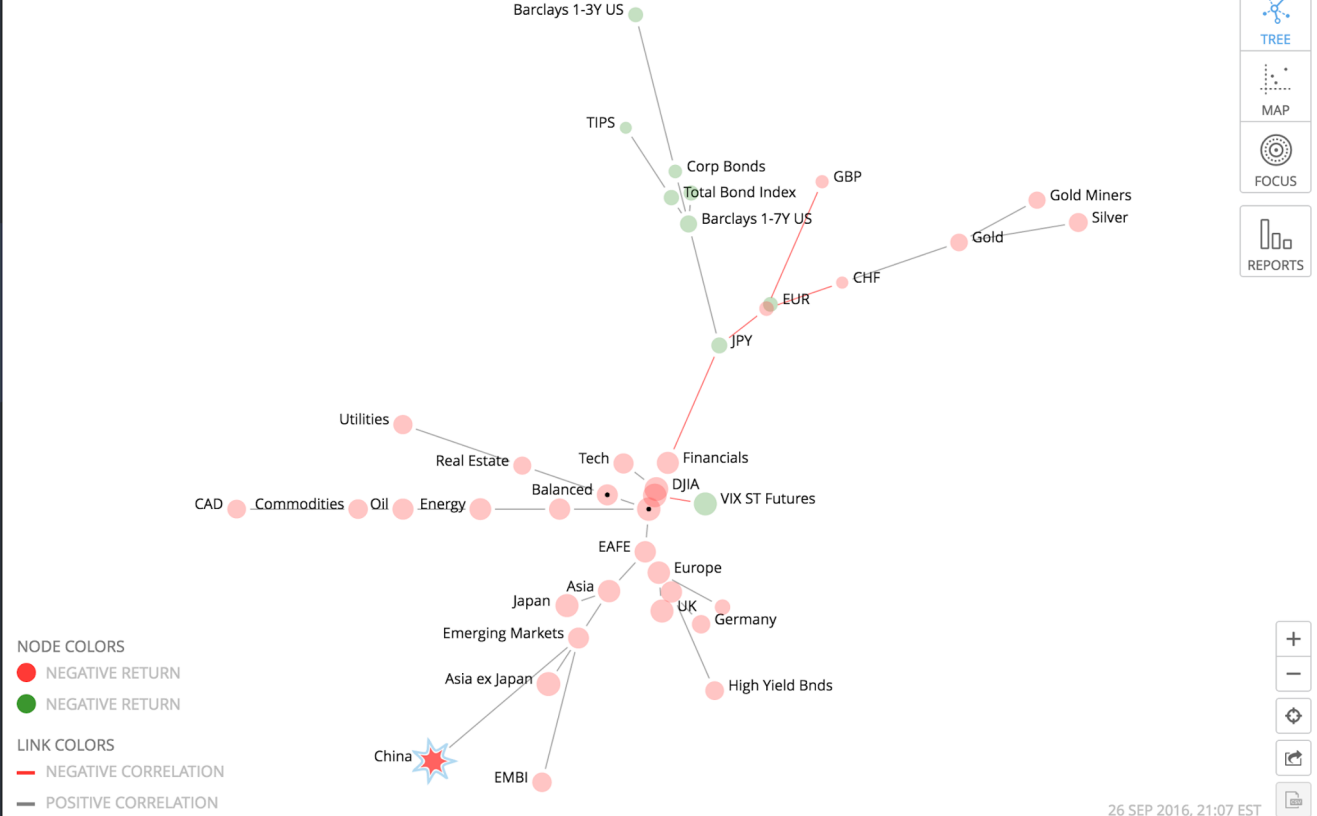 Barclays 1-3Y US
TREE
MAP
TIPS
Corp Bonds
GBP
FOCUS
Total Bond Index
Gold Miners
Barclays 1-7Y US
Silver
Gold
REPORTS
CHF
EUR
JPY
Utilities
Real Estate
Tech
Financials
DJIA
Balanced
VIX ST Futures
CAD
Commodities
Oil
Energy
EAFE
Europe
Asia
Japan
UK
Germany
Emerging Markets
Asia ex Japan
High Yield Bnds
China
EMBI
NODE COLORS
NEGATIVE RETURN
NEGATIVE RETURN
LINK COLORS
NEGATIVE CORRELATION
POSITIVE CORRELATION
26 SEP 2016, 21:07 EST